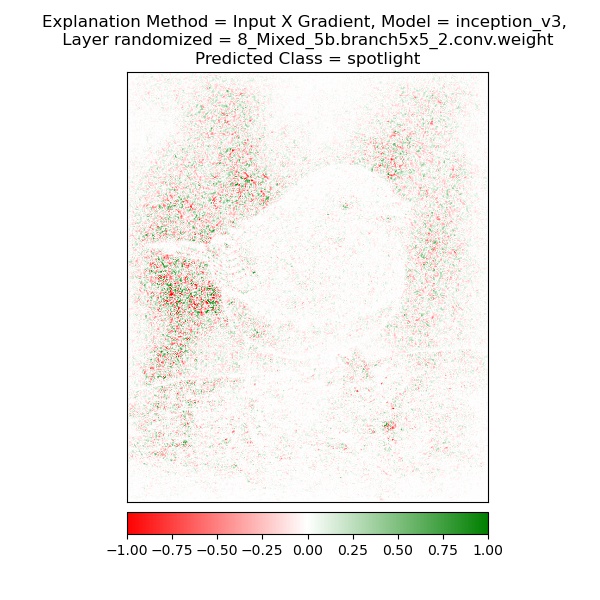 Explanation Method = Input X Gradient, Model = inception_v3,
Layer randomized = 8_Mixed_5b.branch5x5_2.conv.weight
Predicted Class = spotlight
−1.00 −0.75 −0.50 −0.25 0.00 0.25 0.50 0.75 1.00